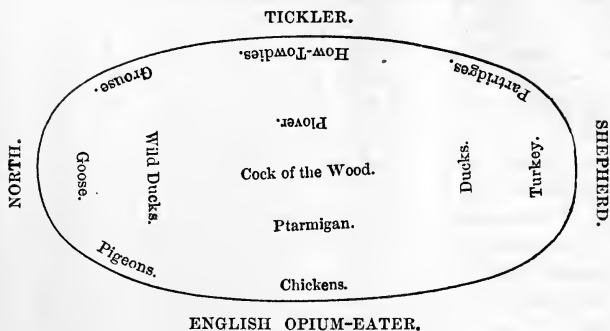 TICKLER.
How-Towdies.
Grouse.
Partridges.
Plover.
NORTH.
Goose.
Wild Ducks.
Cock of the Wood.
Ducks.
Turkey.
SHEPHERD.
Ptarmigan.
Pigeons.
Chickens.
ENGLISH OPIUM-EATER.